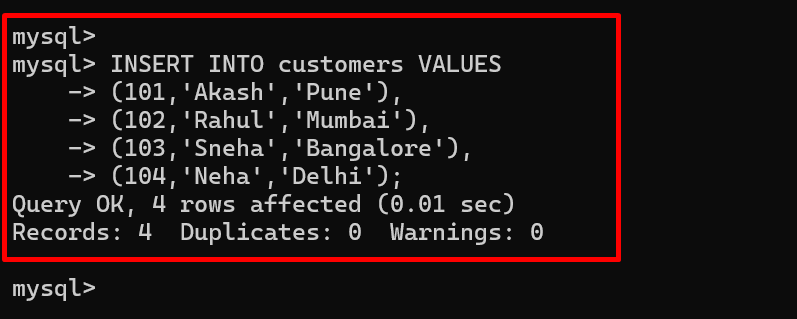 mysql>
mysql> INSERT INTO customers VALUES
    -> (101,'Akash','Pune'),
    -> (102,'Rahul','Mumbai'),
    -> (103,'Sneha','Bangalore'),
    -> (104,'Neha','Delhi');
Query OK, 4 rows affected (0.01 sec)
Records: 4  Duplicates: 0  Warnings: 0
mysql>